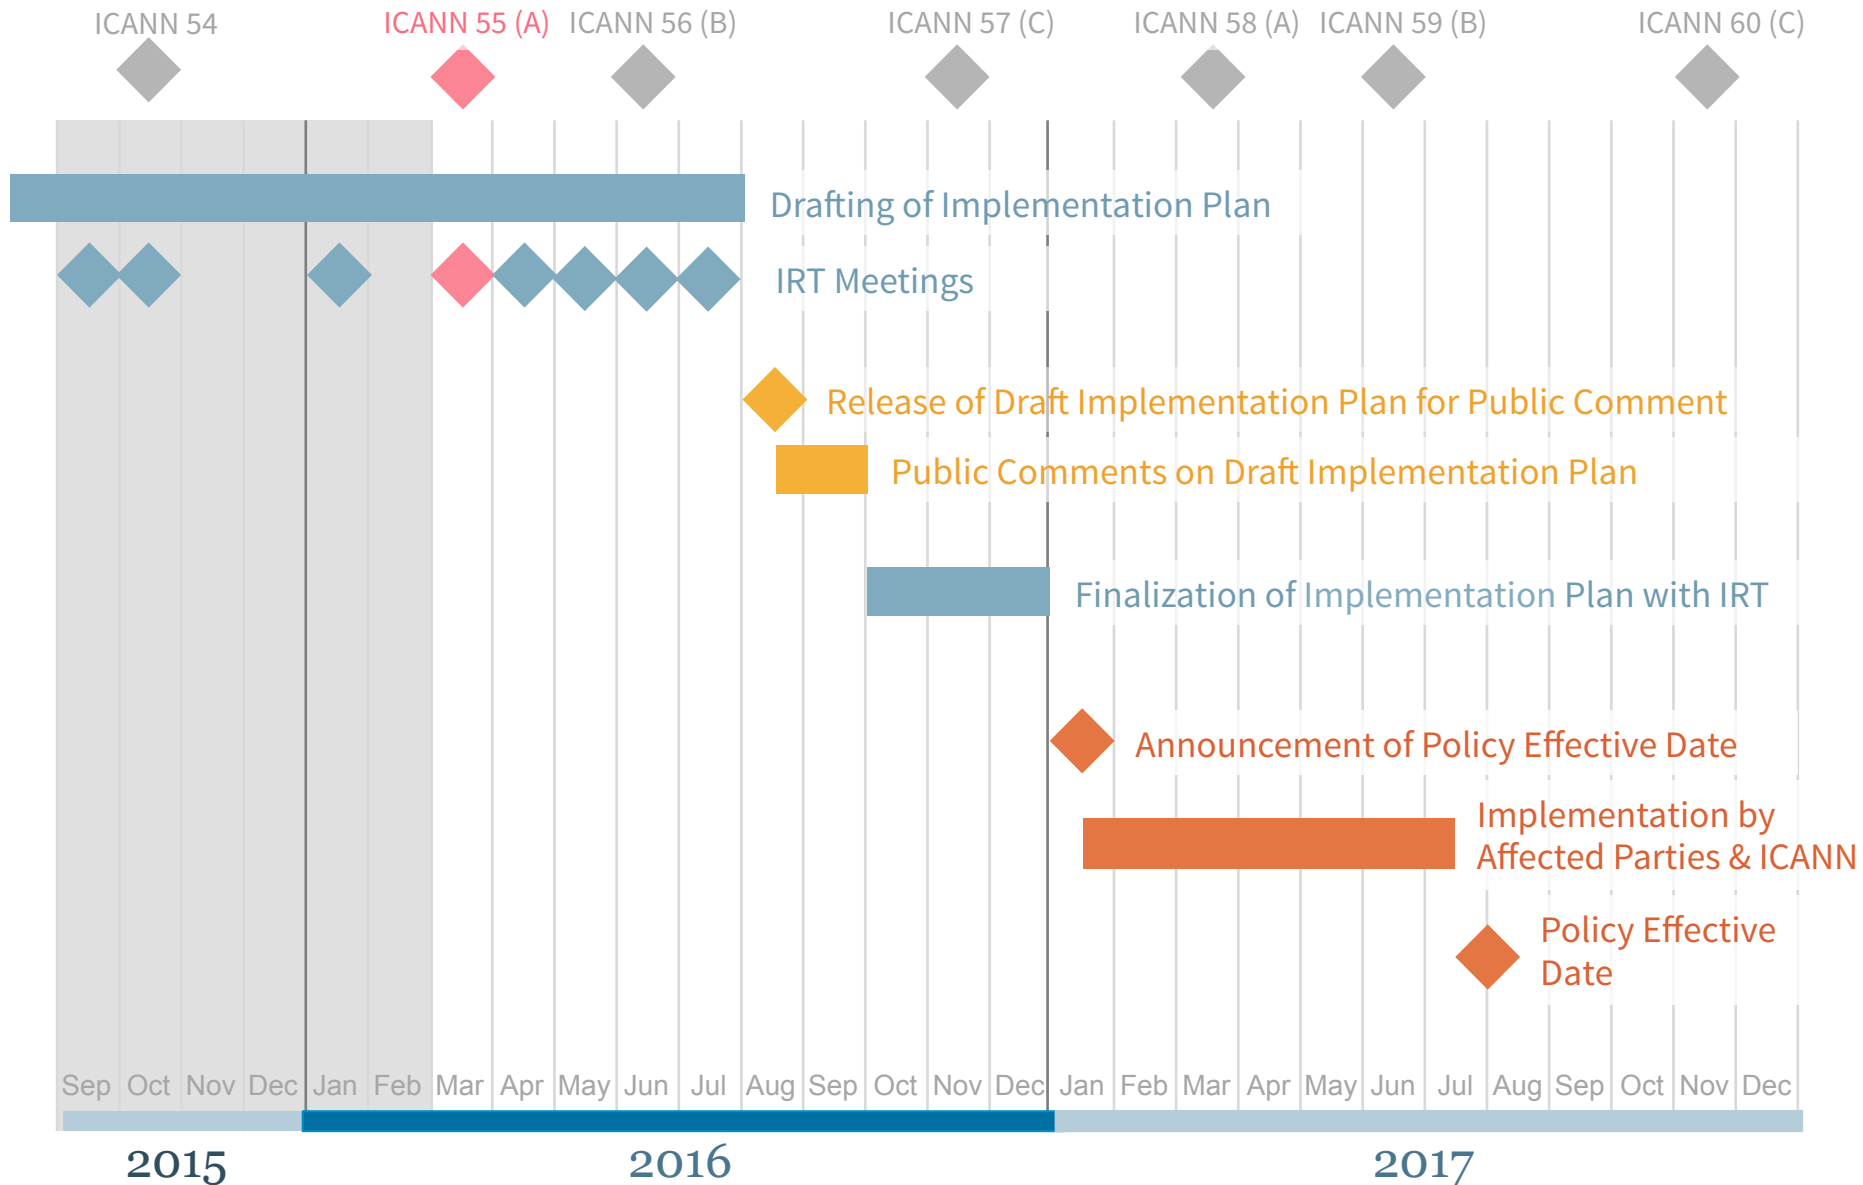 ICANN 54 ICANN 55 (A) ICANN 56 (B) ICANN 57 (C) ICANN 58 (A) ICANN 59 (B) ICANN 60 (C)
Drafting of Implementation Plan
IRT Meetings
Release of Draft Implementation Plan for Public Comment
Public Comments on Draft Implementation Plan
Finalization of Implementation Plan with IRT
Announcement of Policy Effective Date
Implementation by
Affected Parties & ICANN
Policy Effective
Date
Sep Oct Nov Dec Jan Feb Mar Apr May Jun Jul Aug Sep Oct Nov Dec Jan Feb Mar Apr May Jun Jul Aug Sep Oct Nov Dec
2015 2016 2017